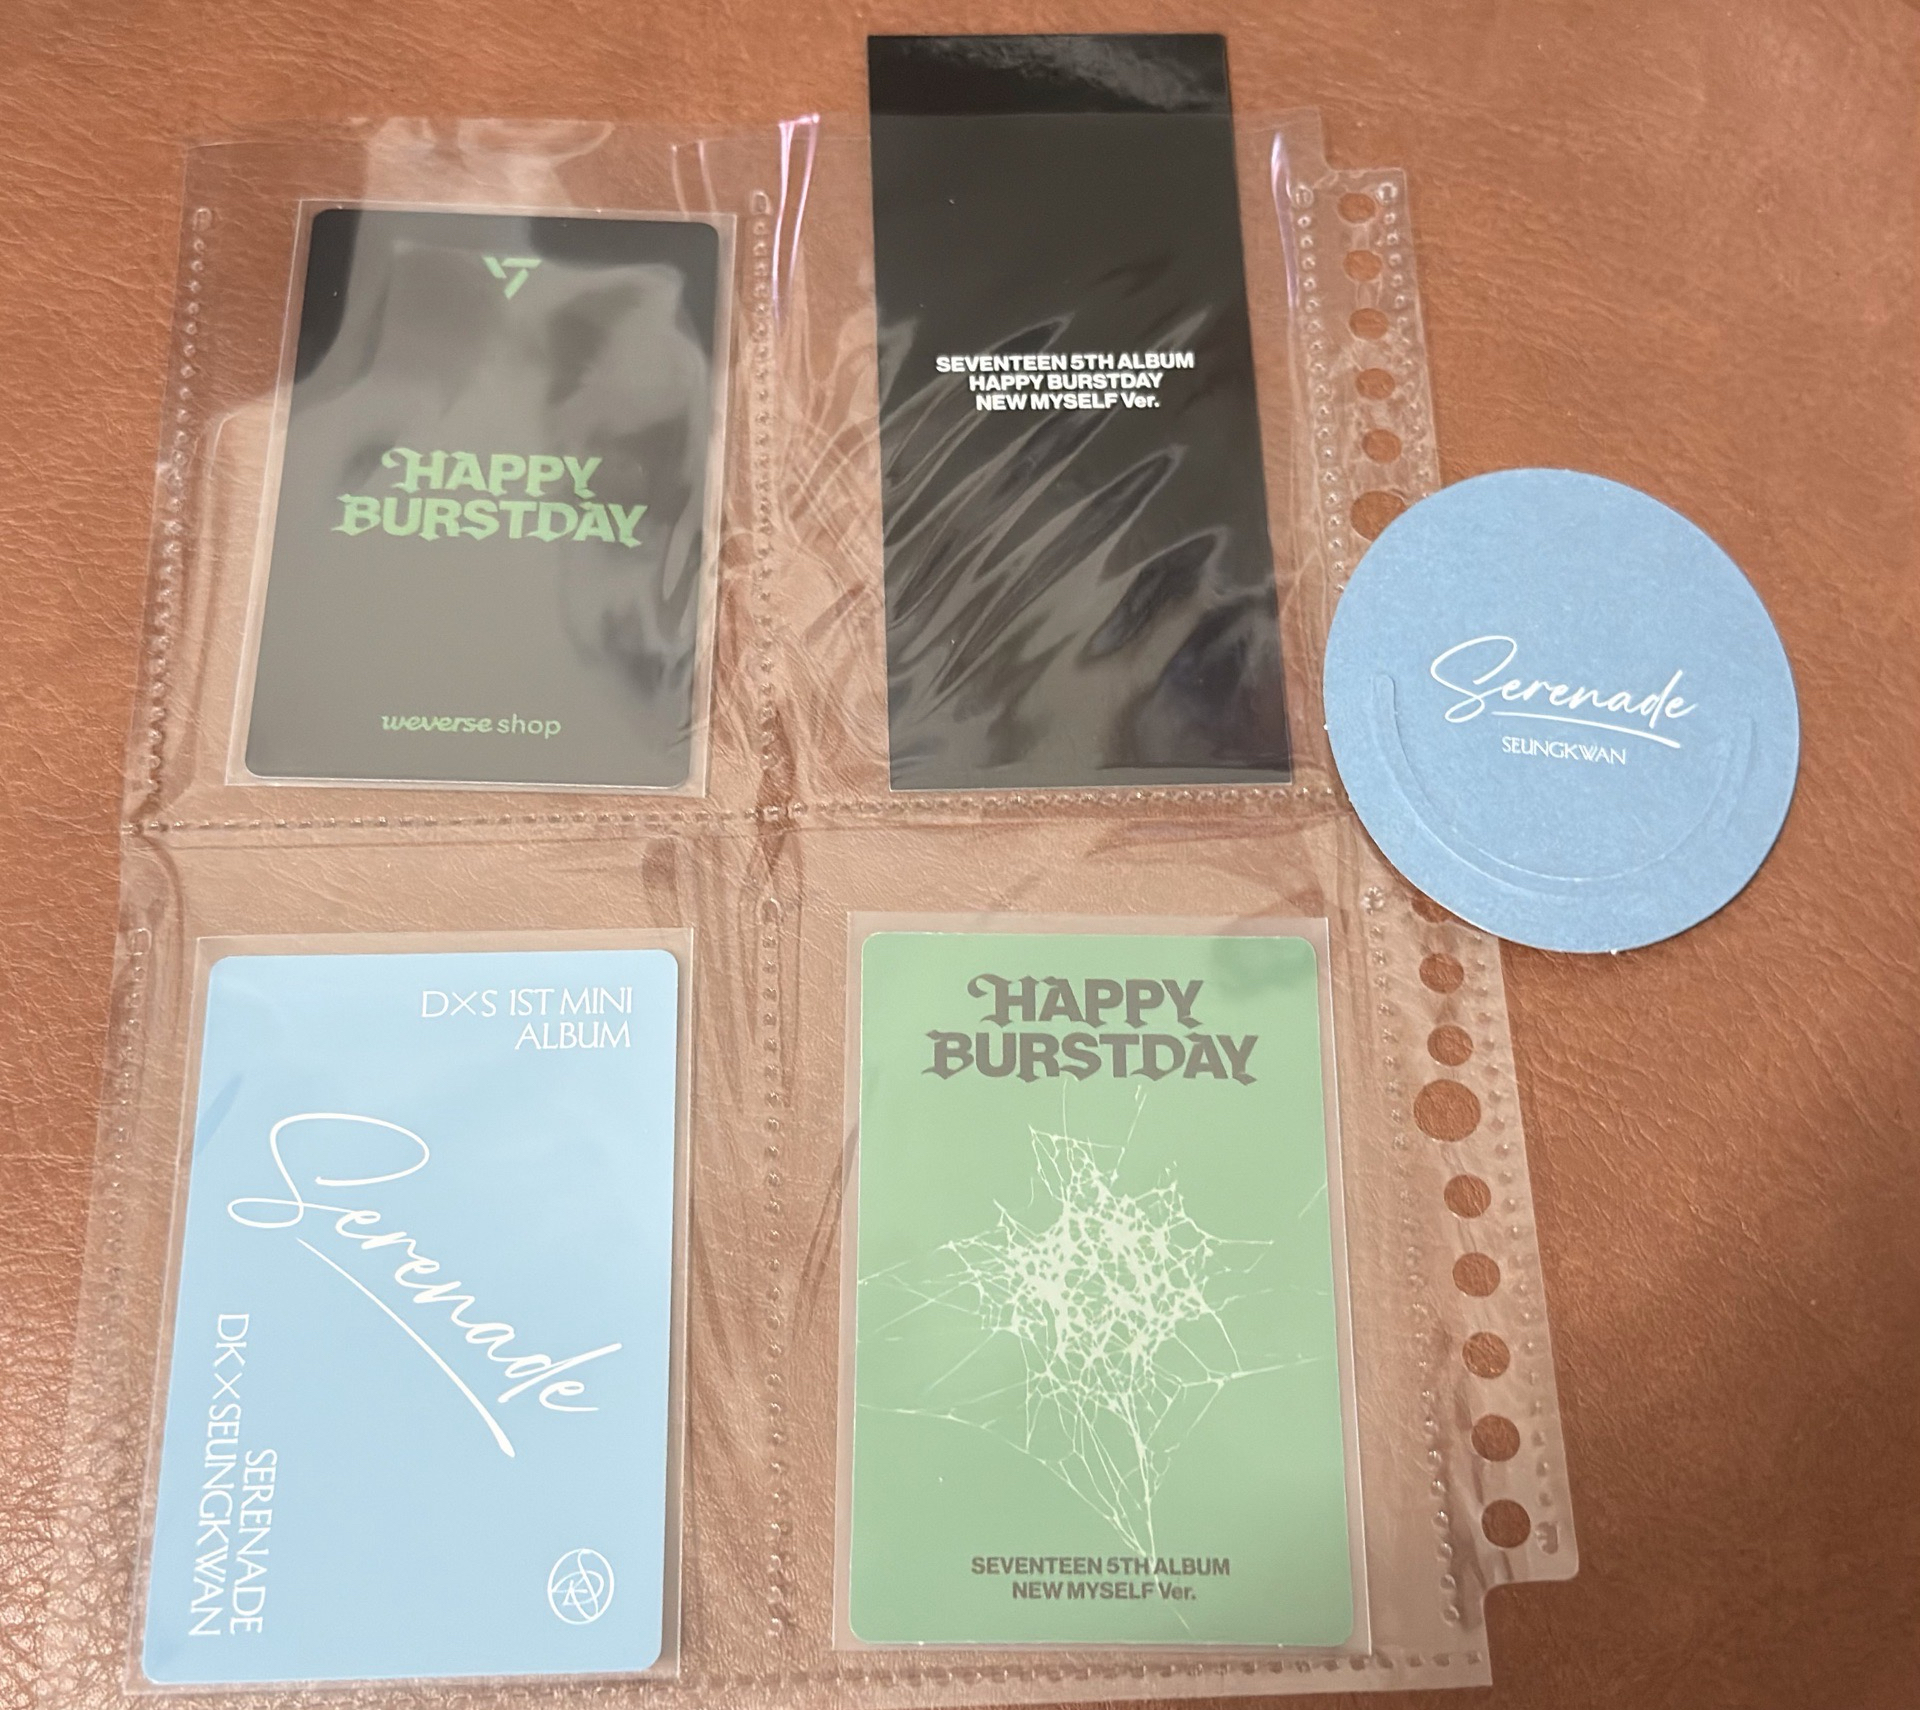 HAPPY
BURSTDAY
weverse shop
SEVENTEEN 5TH ALBUM
HAPPY BURSTDAY
NEW MYSELF Ver.
Serenade
SEUNGKWAN
D×S 1ST MINI
ALBUM
Serenade
SERENADE
DK×SEUNGKWAN
HAPPY
BURSTDAY
SEVENTEEN 5TH ALBUM
NEW MYSELF Ver.